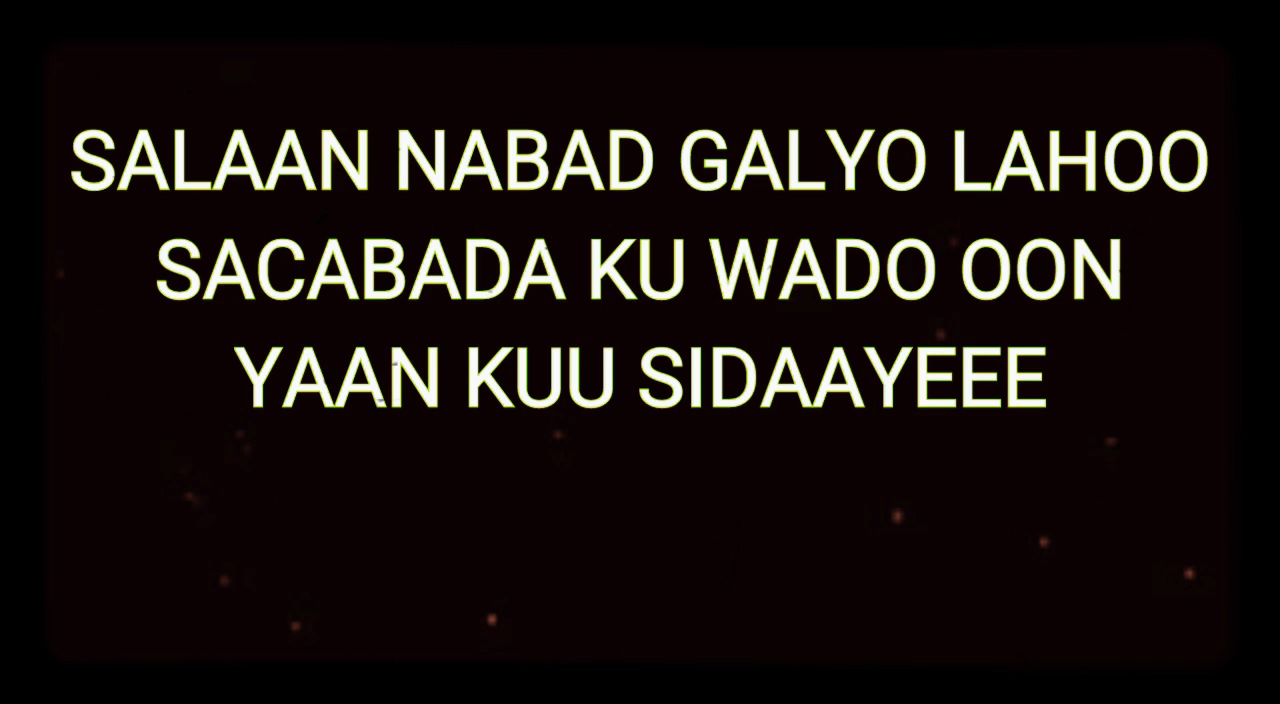 SALAAN NABAD GALYO LAHOO
SACABADA KU WADO OON
YAAN KUU SIDAAYEEE